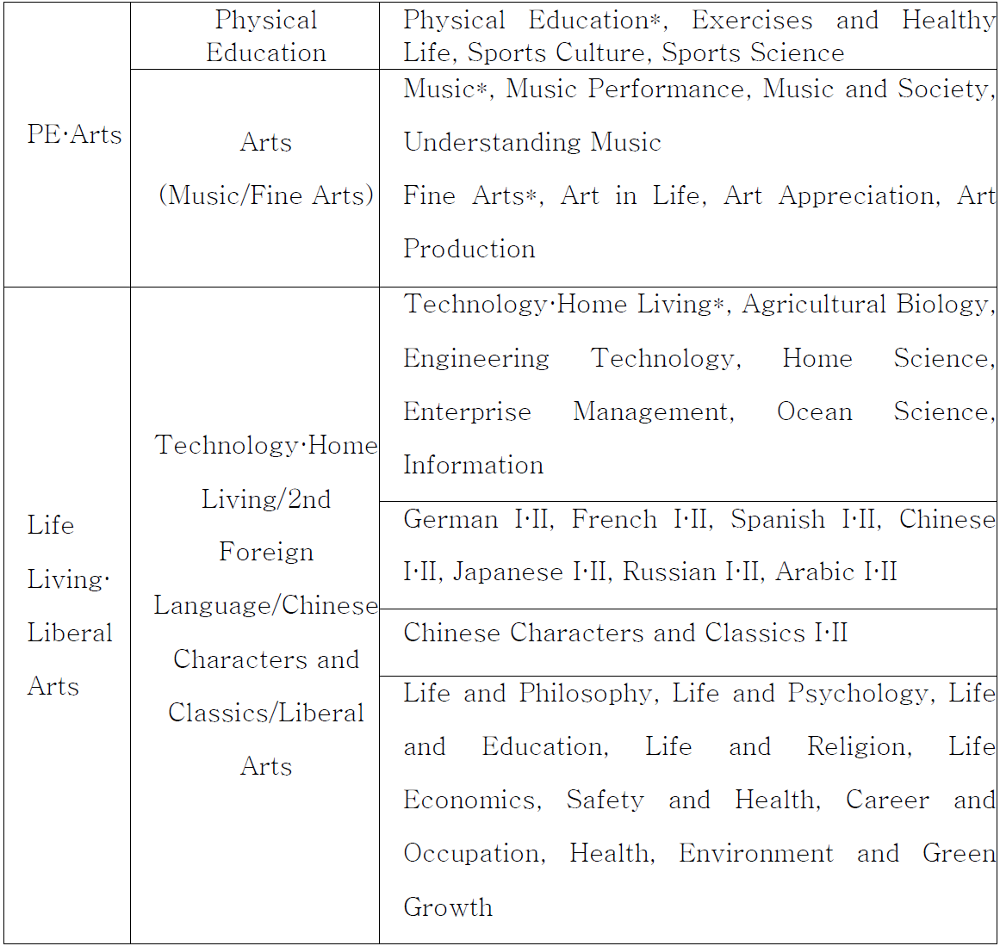 PE·Arts
Physical
Education
Physical Education*, Exercises and Healthy
Life, Sports Culture, Sports Science
Arts
(Music/Fine Arts)
Music*, Music Performance, Music and Society,
Understanding Music
Fine Arts*, Art in Life, Art Appreciation, Art
Production
Life
Living·
Liberal
Arts
Technology·Home
Living/2nd
Foreign
Language/Chinese
Characters and
Classics/Liberal
Arts
Technology·Home Living*, Agricultural Biology,
Engineering Technology, Home Science,
Enterprise Management, Ocean Science,
Information
German I·II, French I·II, Spanish I·II, Chinese
I·II, Japanese I·II, Russian I·II, Arabic I·II
Chinese Characters and Classics I·II
Life and Philosophy, Life and Psychology, Life
and Education, Life and Religion, Life
Economics, Safety and Health, Career and
Occupation, Health, Environment and Green
Growth